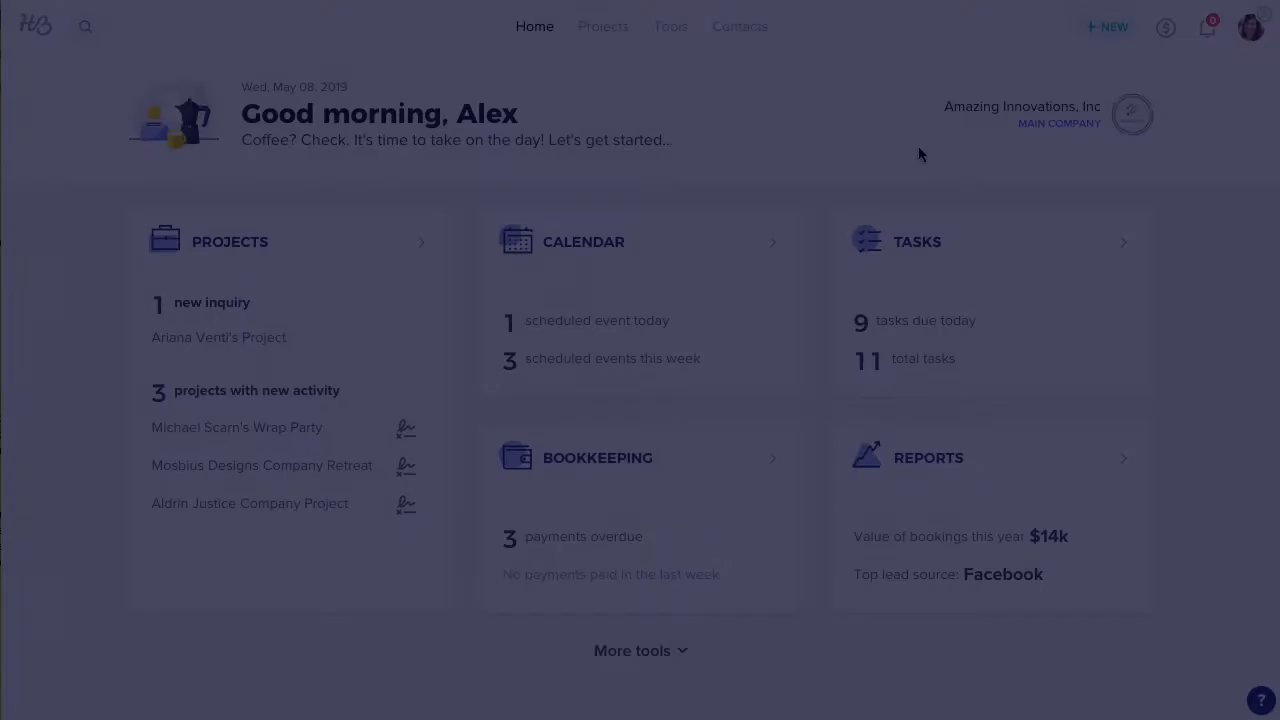 HB
Home
Projects
Tools
Contacts
+ NEW
0
Wed, May 08, 2019
Good morning, Alex
Coffee? Check. It's time to take on the day! Let's get started...
Amazing Innovations, Inc
MAIN COMPANY
PROJECTS
1 new inquiry
Ariana Venti's Project
3 projects with new activity
Michael Scarn's Wrap Party
Mosbius Designs Company Retreat
Aldrin Justice Company Project
CALENDAR
1 scheduled event today
3 scheduled events this week
TASKS
9 tasks due today
11 total tasks
BOOKKEEPING
3 payments overdue
No payments paid in the last week
REPORTS
Value of bookings this year $14k
Top lead source: Facebook
More tools
?